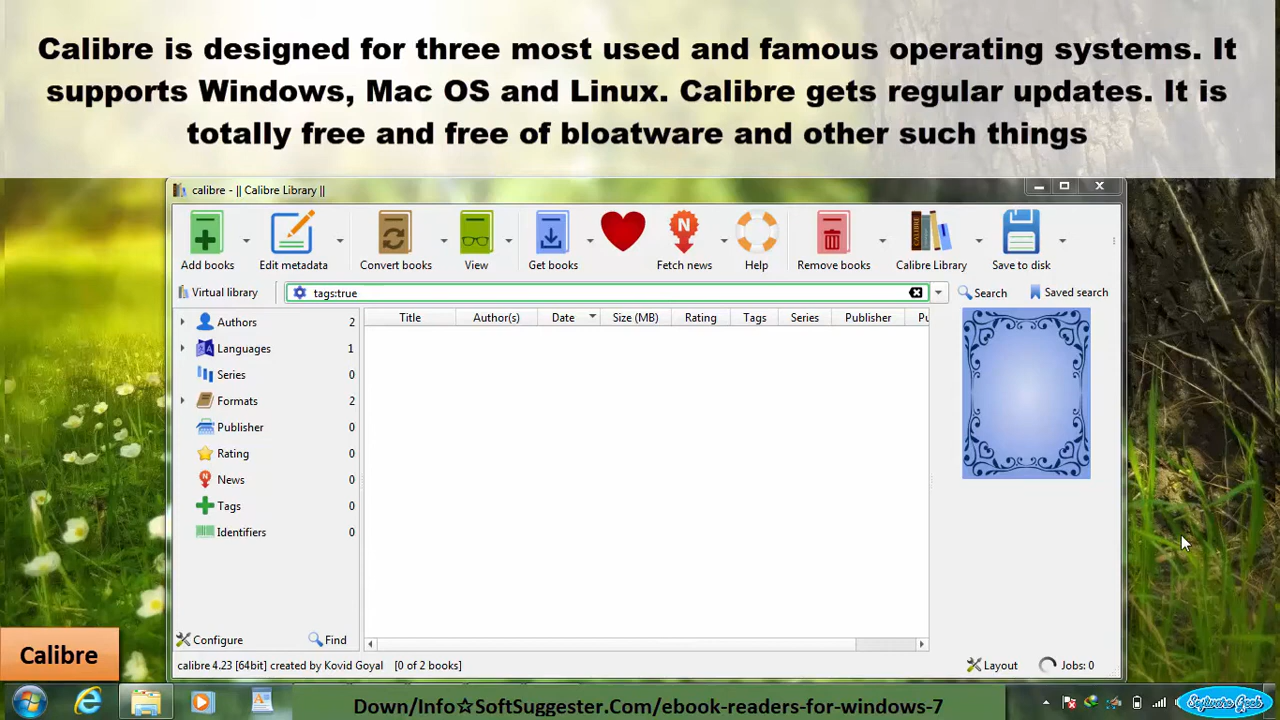 Calibre is designed for three most used and famous operating systems. It
supports Windows, Mac OS and Linux. Calibre gets regular updates. It is
totally free and free of bloatware and other such things
calibre - || Calibre Library ||
Add books
Edit metadata
Convert books
View
Get books
Fetch news
Help
Remove books
Calibre Library
Save to disk
Virtual library
tags:true
Search
Saved search
Authors 2
Languages 1
Series 0
Formats 2
Publisher 0
Rating 0
News 0
Tags 0
Identifiers 0
Title Author(s) Date Size (MB) Rating Tags Series Publisher Pu
Configure
Find
calibre 4.23 [64bit] created by Kovid Goyal [0 of 2 books]
Layout
Jobs: 0
Calibre
Down/Info☆SoftSuggester.Com/ebook-readers-for-windows-7
Software Geek